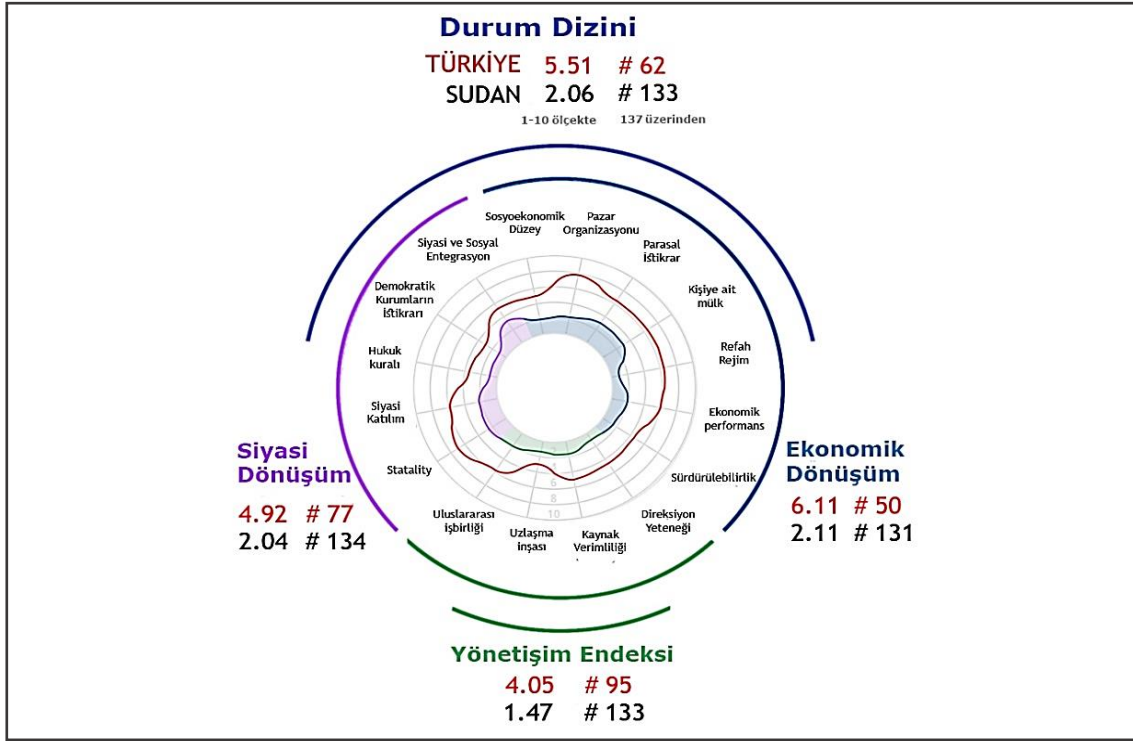 Durum Dizini
TÜRKİYE 5.51 # 62
SUDAN 2.06 # 133
1-10 ölçekte 137 üzerinden
Sosyoekonomik
Düzey
Pazar
Organizasyonu
Siyasi ve Sosyal
Entegrasyon
Parasal
İstikrar
Demokratik
Kurumların
İstikrarı
Kişiye ait
mülk
Hukuk
kuralı
Refah
Rejim
Siyasi
Katılım
Ekonomik
performans
Statality
Sürdürülebilirlik
Uluslararası
işbirliği
Uzlaşma
inşası
Kaynak
Verimliliği
Direksiyon
Yeteneği
2
4
6
8
10
Siyasi
Dönüşüm
4.92 # 77
2.04 # 134
Ekonomik
Dönüşüm
6.11 # 50
2.11 # 131
Yönetişim Endeksi
4.05 # 95
1.47 # 133